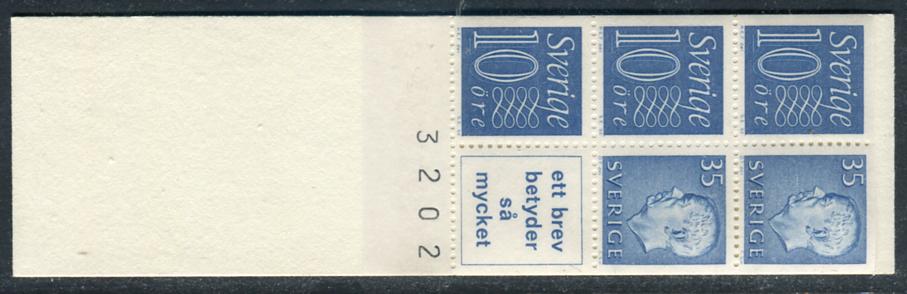 Sverige
10
öre
Sverige
10
öre
Sverige
10
öre
3202
ett brev
betyder
så
mycket
35
SVERIGE
35
SVERIGE